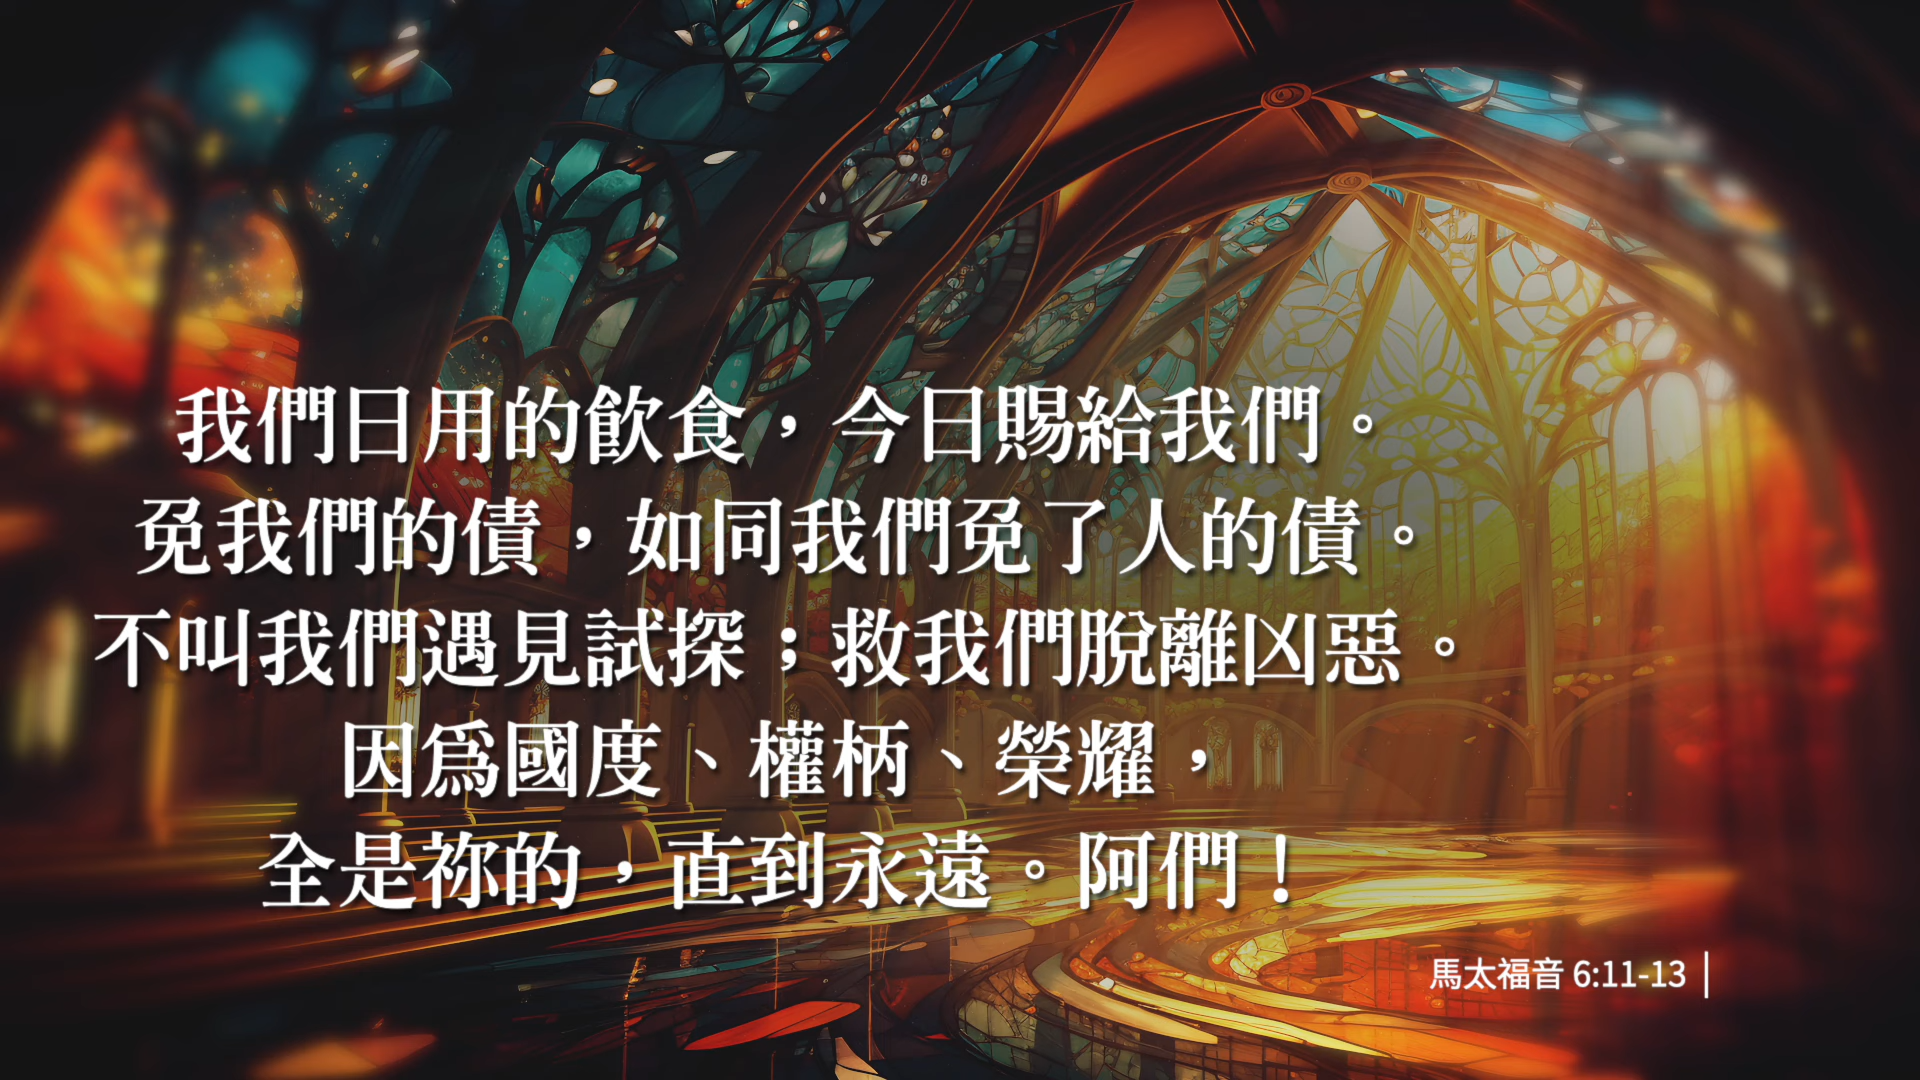 我們日用的飲食，今日賜給我們。
免我們的債，如同我們免了人的債。
不叫我們遇見試探；救我們脫離凶惡。
因爲國度、權柄、榮耀，
全是祢的，直到永遠。阿們！
馬太福音 6:11-13